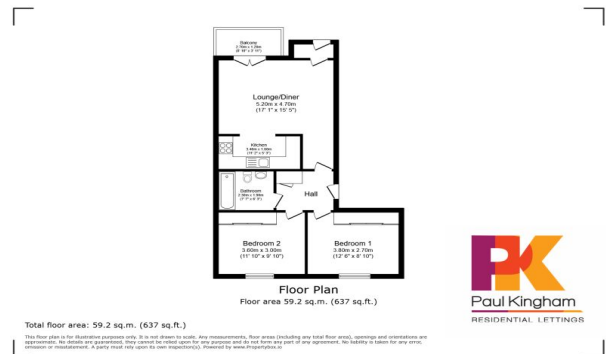 Balcony
Lounge/Diner
5.20m x 4.70m
(17' 1" x 15' 5")
Kitchen
Bathroom
Hall
Bedroom 2
3.60m x 3.00m
(11' 10" x 9' 10")
Bedroom 1
3.80m x 2.70m
(12' 6" x 8' 10")
Floor Plan
Floor area 59.2 sq.m. (637 sq.ft.)
PK
Paul Kingham
RESIDENTIAL LETTINGS
Total floor area: 59.2 sq.m. (637 sq.ft.)
This floor plan is for illustrative purposes only. It is not drawn to scale. Any measurements, floor areas (including any total floor area), openings and orientations are
approximate. No details are guaranteed, they cannot be relied upon for any purpose and do not form any part of any agreement. No liability is taken for any error,
omission or misstatement. A party must rely upon its own inspection(s). Powered by www.Propertybox.io